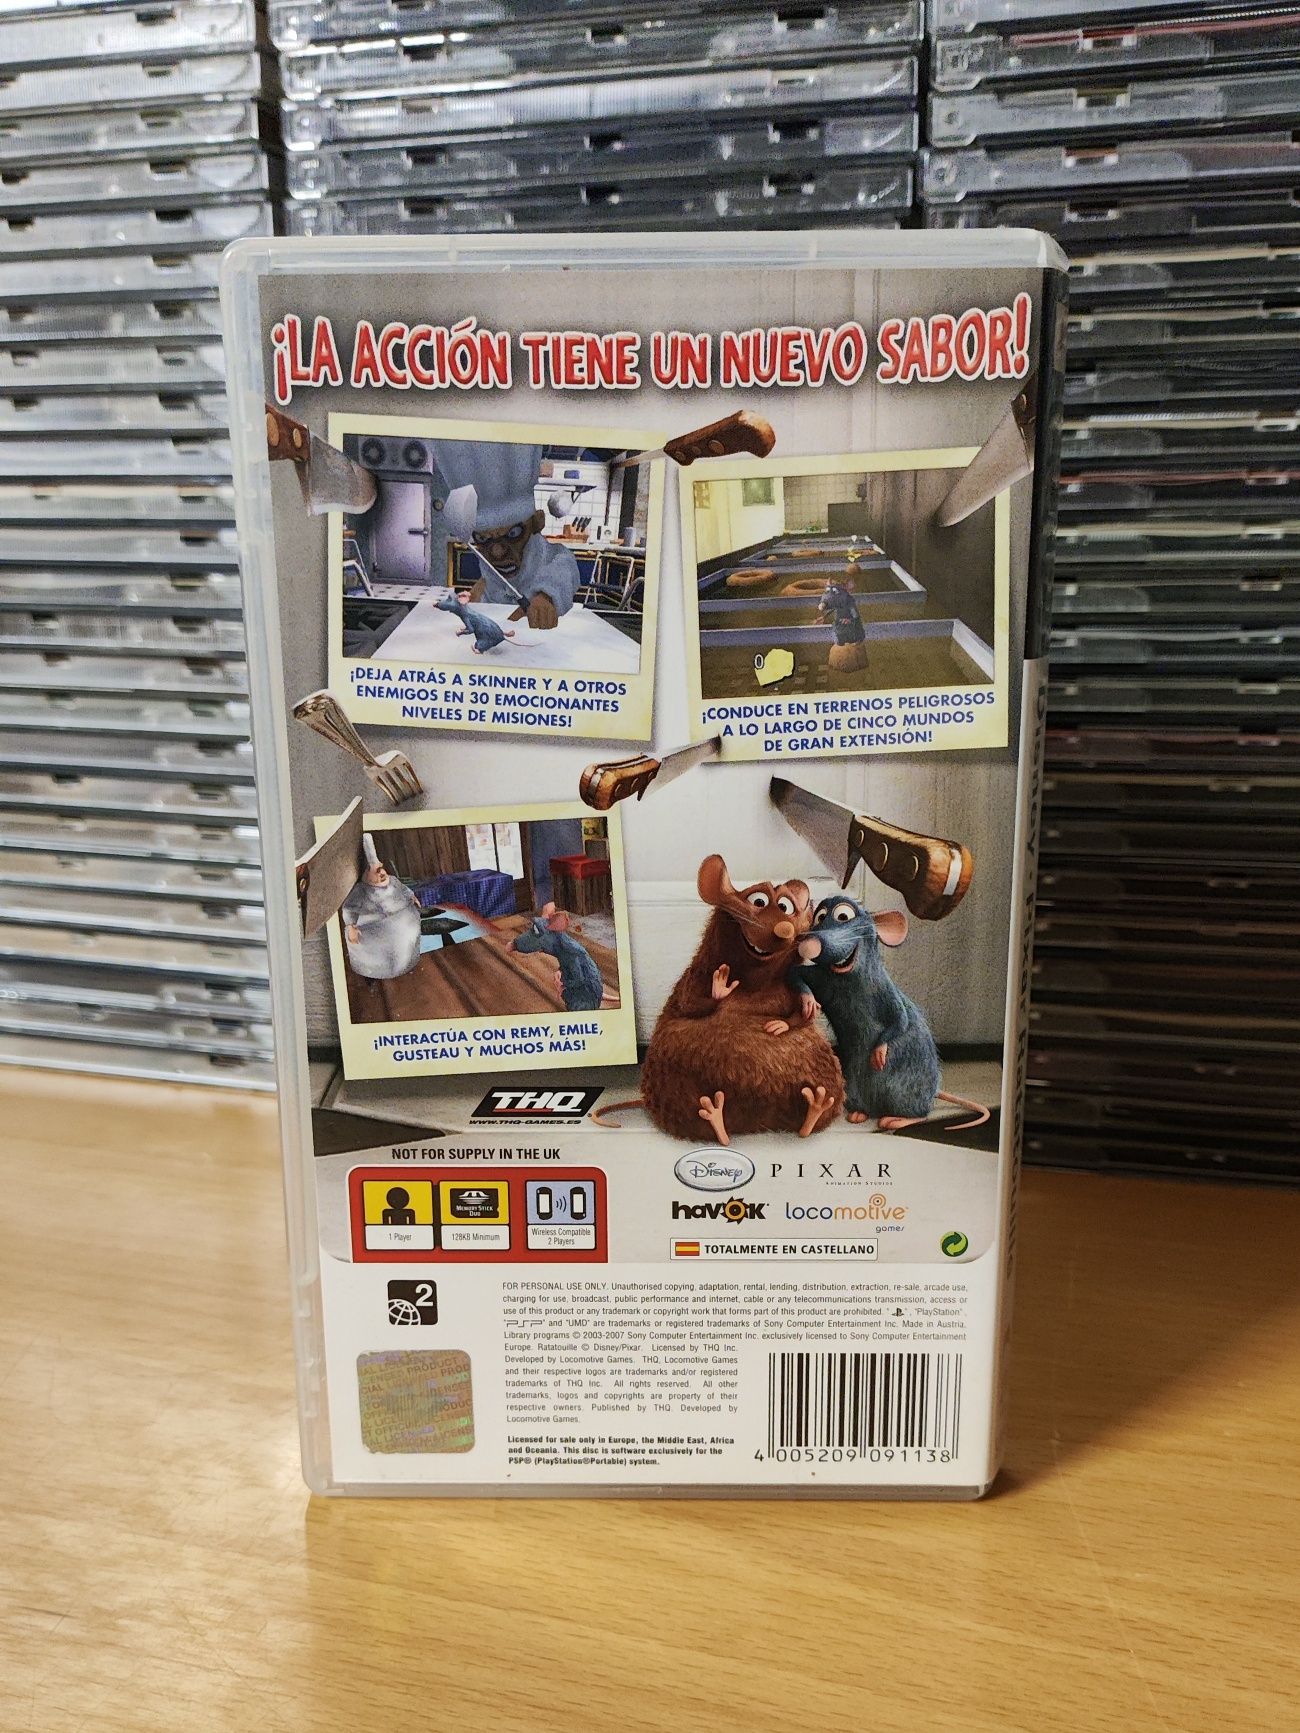 ¡LA ACCIÓN TIENE UN NUEVO SABOR!
¡DEJA ATRÁS A SKINNER Y A OTROS
ENEMIGOS EN 30 EMOCIONANTES
NIVELES DE MISIONES!
0
¡CONDUCE EN TERRENOS PELIGROSOS
A LO LARGO DE CINCO MUNDOS
DE GRAN EXTENSIÓN!
¡INTERACTÚA CON REMY, EMILE,
GUSTEAU Y MUCHOS MÁS!
THQ
WWW.THQ-GAMES.ES
NOT FOR SUPPLY IN THE UK
DISNEY PIXAR
ANIMATION STUDIOS
MEMORY STICK
DUO
1 Player
128KB Minimum
Wireless Compatible
2 Players
havok locomotive
games
TOTALMENTE EN CASTELLANO
2
FOR PERSONAL USE ONLY. Unauthorised copying, adaptation, rental, lending, distribution, extraction, re-sale, arcade use,
charging for use, broadcast, public performance and internet, cable or any telecommunications transmission, access or
use of this product or any trademark or copyright work that forms part of this product are prohibited. " ", "PlayStation",
"PSP" and "UMD" are trademarks or registered trademarks of Sony Computer Entertainment Inc. Made in Austria.
Library programs © 2003-2007 Sony Computer Entertainment Inc. exclusively licensed to Sony Computer Entertainment
Europe. Ratatouille © Disney/Pixar. Licensed by THQ Inc.
Developed by Locomotive Games. THQ, Locomotive Games
and their respective logos are trademarks and/or registered
trademarks of THQ Inc. All rights reserved. All other
trademarks, logos and copyrights are property of their
respective owners. Published by THQ. Developed by
Locomotive Games.
Licensed for sale only in Europe, the Middle East, Africa
and Oceania. This disc is software exclusively for the
PSP® (PlayStation®Portable) system.
4 005209 091138